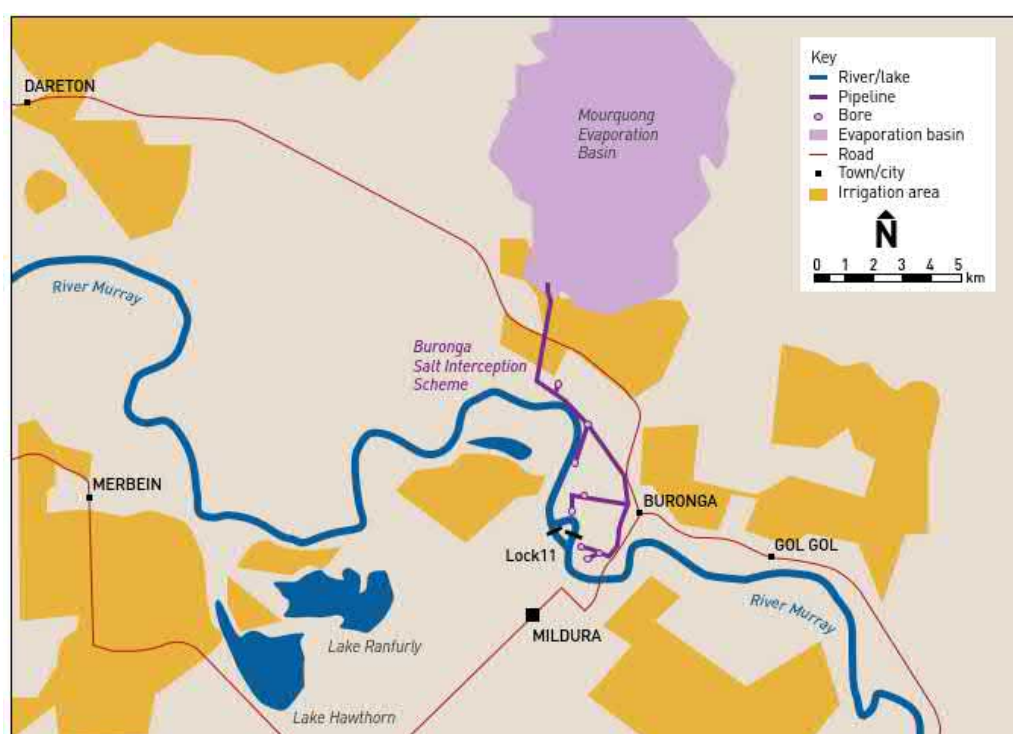 DARETON
Mourquong
Evaporation
Basin
Key
River/lake
Pipeline
Bore
Evaporation basin
Road
Town/city
Irrigation area
N
0 1 2 3 4 5
km
River Murray
Buronga
Salt Interception
Scheme
MERBEIN
BURONGA
Lock11
GOL GOL
River Murray
MILDURA
Lake Ranfurly
Lake Hawthorn